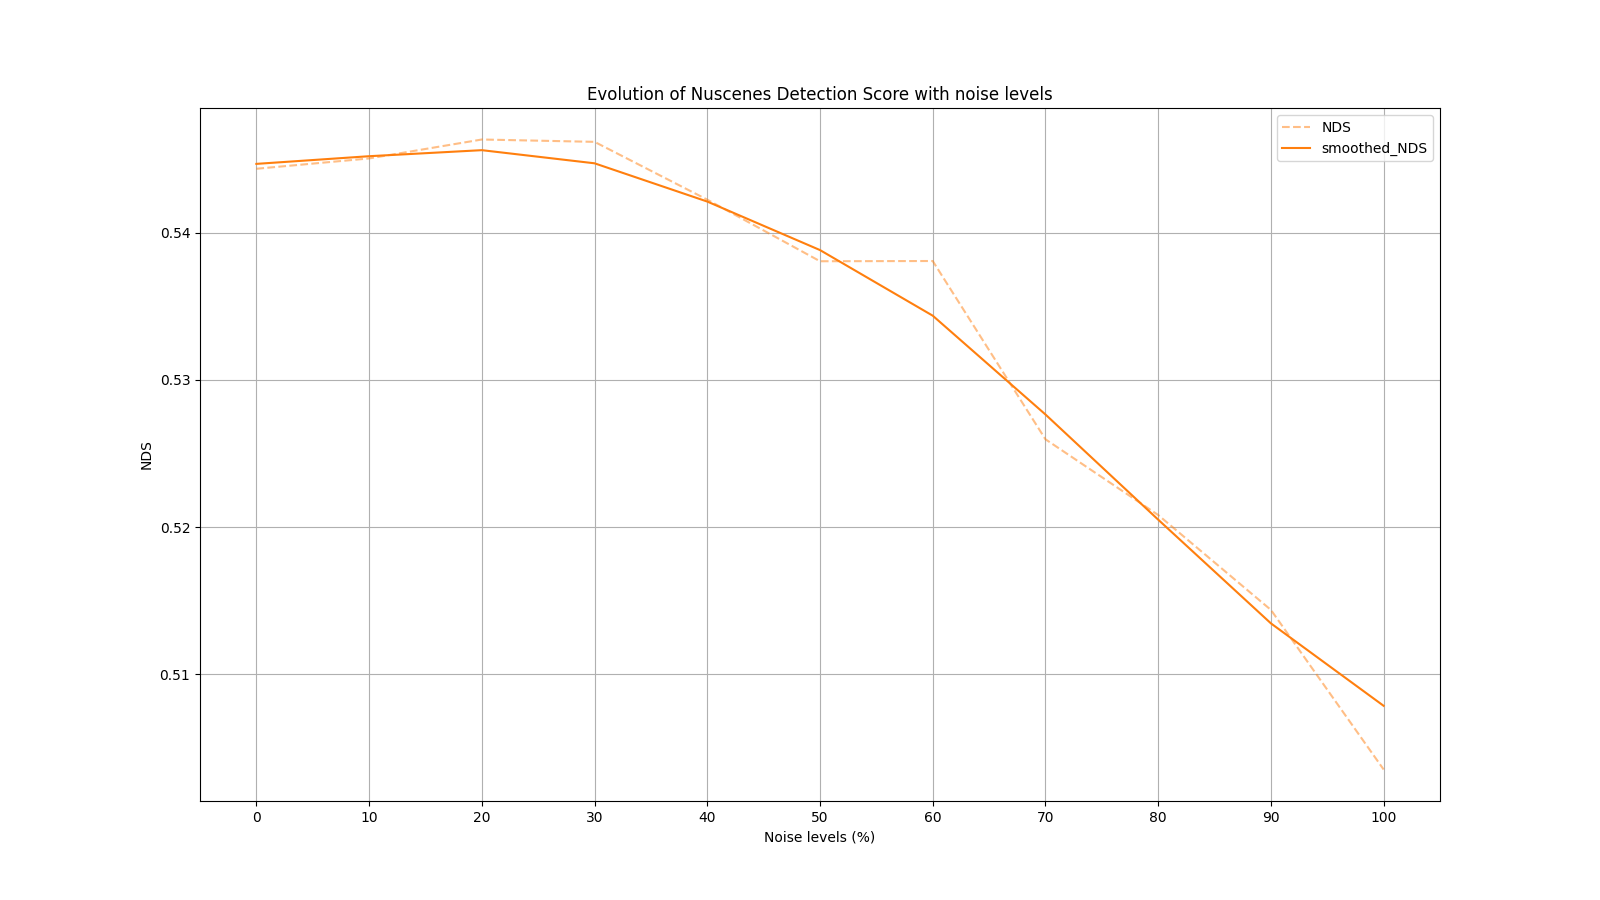 Evolution of Nuscenes Detection Score with noise levels
NDS
smoothed_NDS
0.54
0.53
0.52
0.51
NDS
0 10 20 30 40 50 60 70 80 90 100
Noise levels (%)